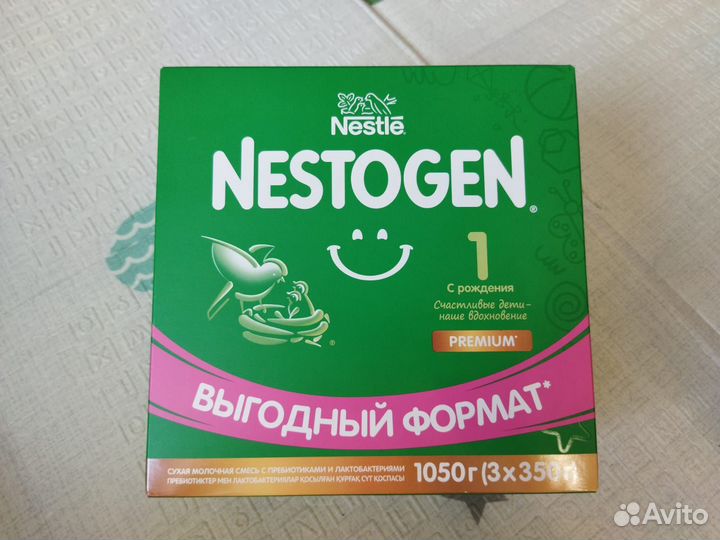 Nestlé
NESTOGEN®
1
С рождения
Счастливые дети –
наше вдохновение
PREMIUM*
ВЫГОДНЫЙ ФОРМАТ*
СУХАЯ МОЛОЧНАЯ СМЕСЬ С ПРЕБИОТИКАМИ И ЛАКТОБАКТЕРИЯМИ
ПРЕБИОТИКТЕР МЕН ЛАКТОБАКТЕРИЯЛАР ҚОСЫЛҒАН ҚҰРҒАҚ СҮТ ҚОСПАСЫ
1050 г (3 x 350 г)
Avito